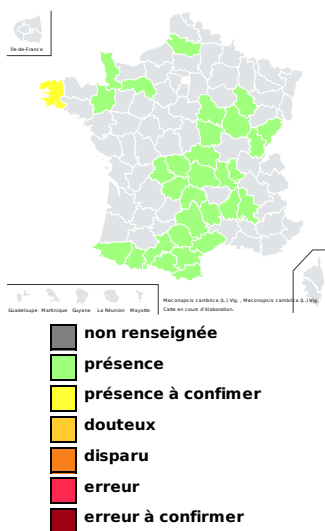 Île-de-France
Guadeloupe Martinique Guyane La Réunion Mayotte
Meconopsis cambrica (L.) Vig. , Meconopsis cambrica (L.) Vig.
Carte en cours d'élaboration.
non renseignée
présence
présence à confimer
douteux
disparu
erreur
erreur à confirmer